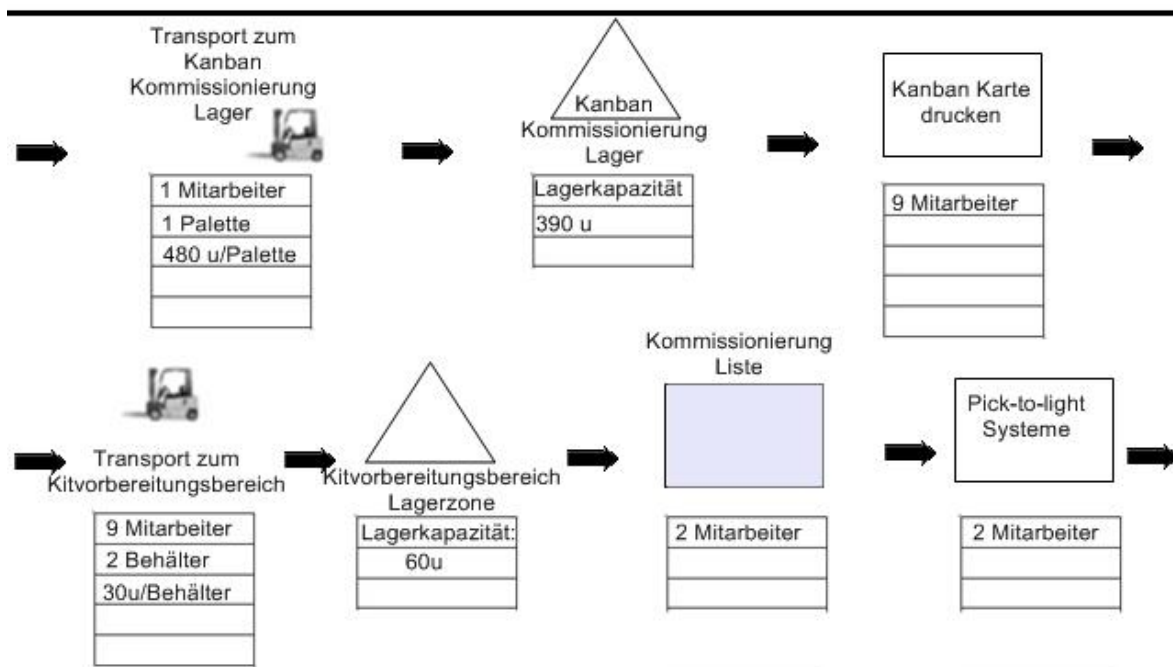 Transport zum
Kanban
Kommissionierung
Lager
1 Mitarbeiter
1 Palette
480 u/Palette
Kanban
Kommissionierung
Lager
Lagerkapazität
390 u
Kanban Karte
drucken
9 Mitarbeiter
Transport zum
Kitvorbereitungsbereich
9 Mitarbeiter
2 Behälter
30u/Behälter
Kitvorbereitungsbereich
Lagerzone
Lagerkapazität:
60u
Kommissionierung
Liste
2 Mitarbeiter
Pick-to-light
Systeme
2 Mitarbeiter